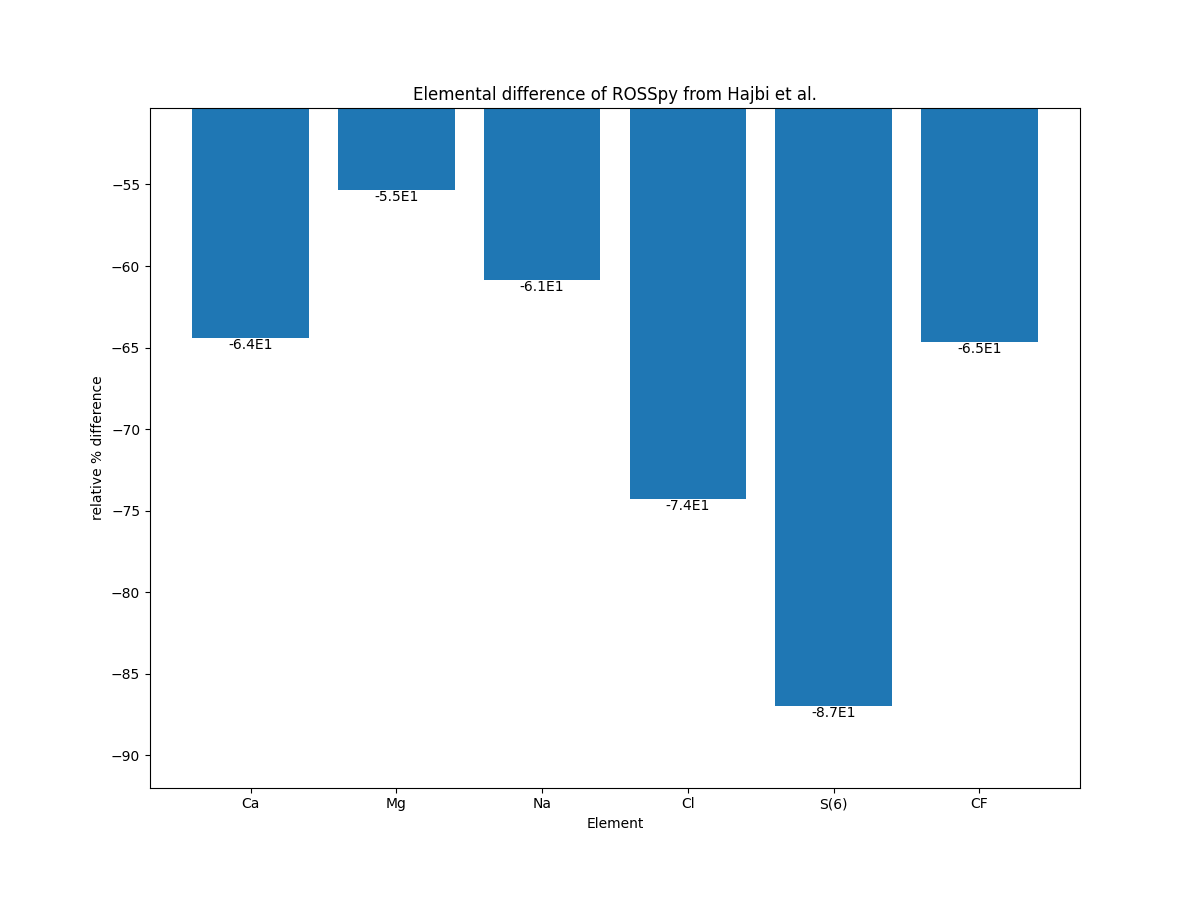 Elemental difference of ROSSpy from Hajbi et al.
−55
−60
−65
−70
−75
−80
−85
−90
relative % difference
-6.4E1
-5.5E1
-6.1E1
-7.4E1
-8.7E1
-6.5E1
Ca
Mg
Na
Cl
S(6)
CF
Element